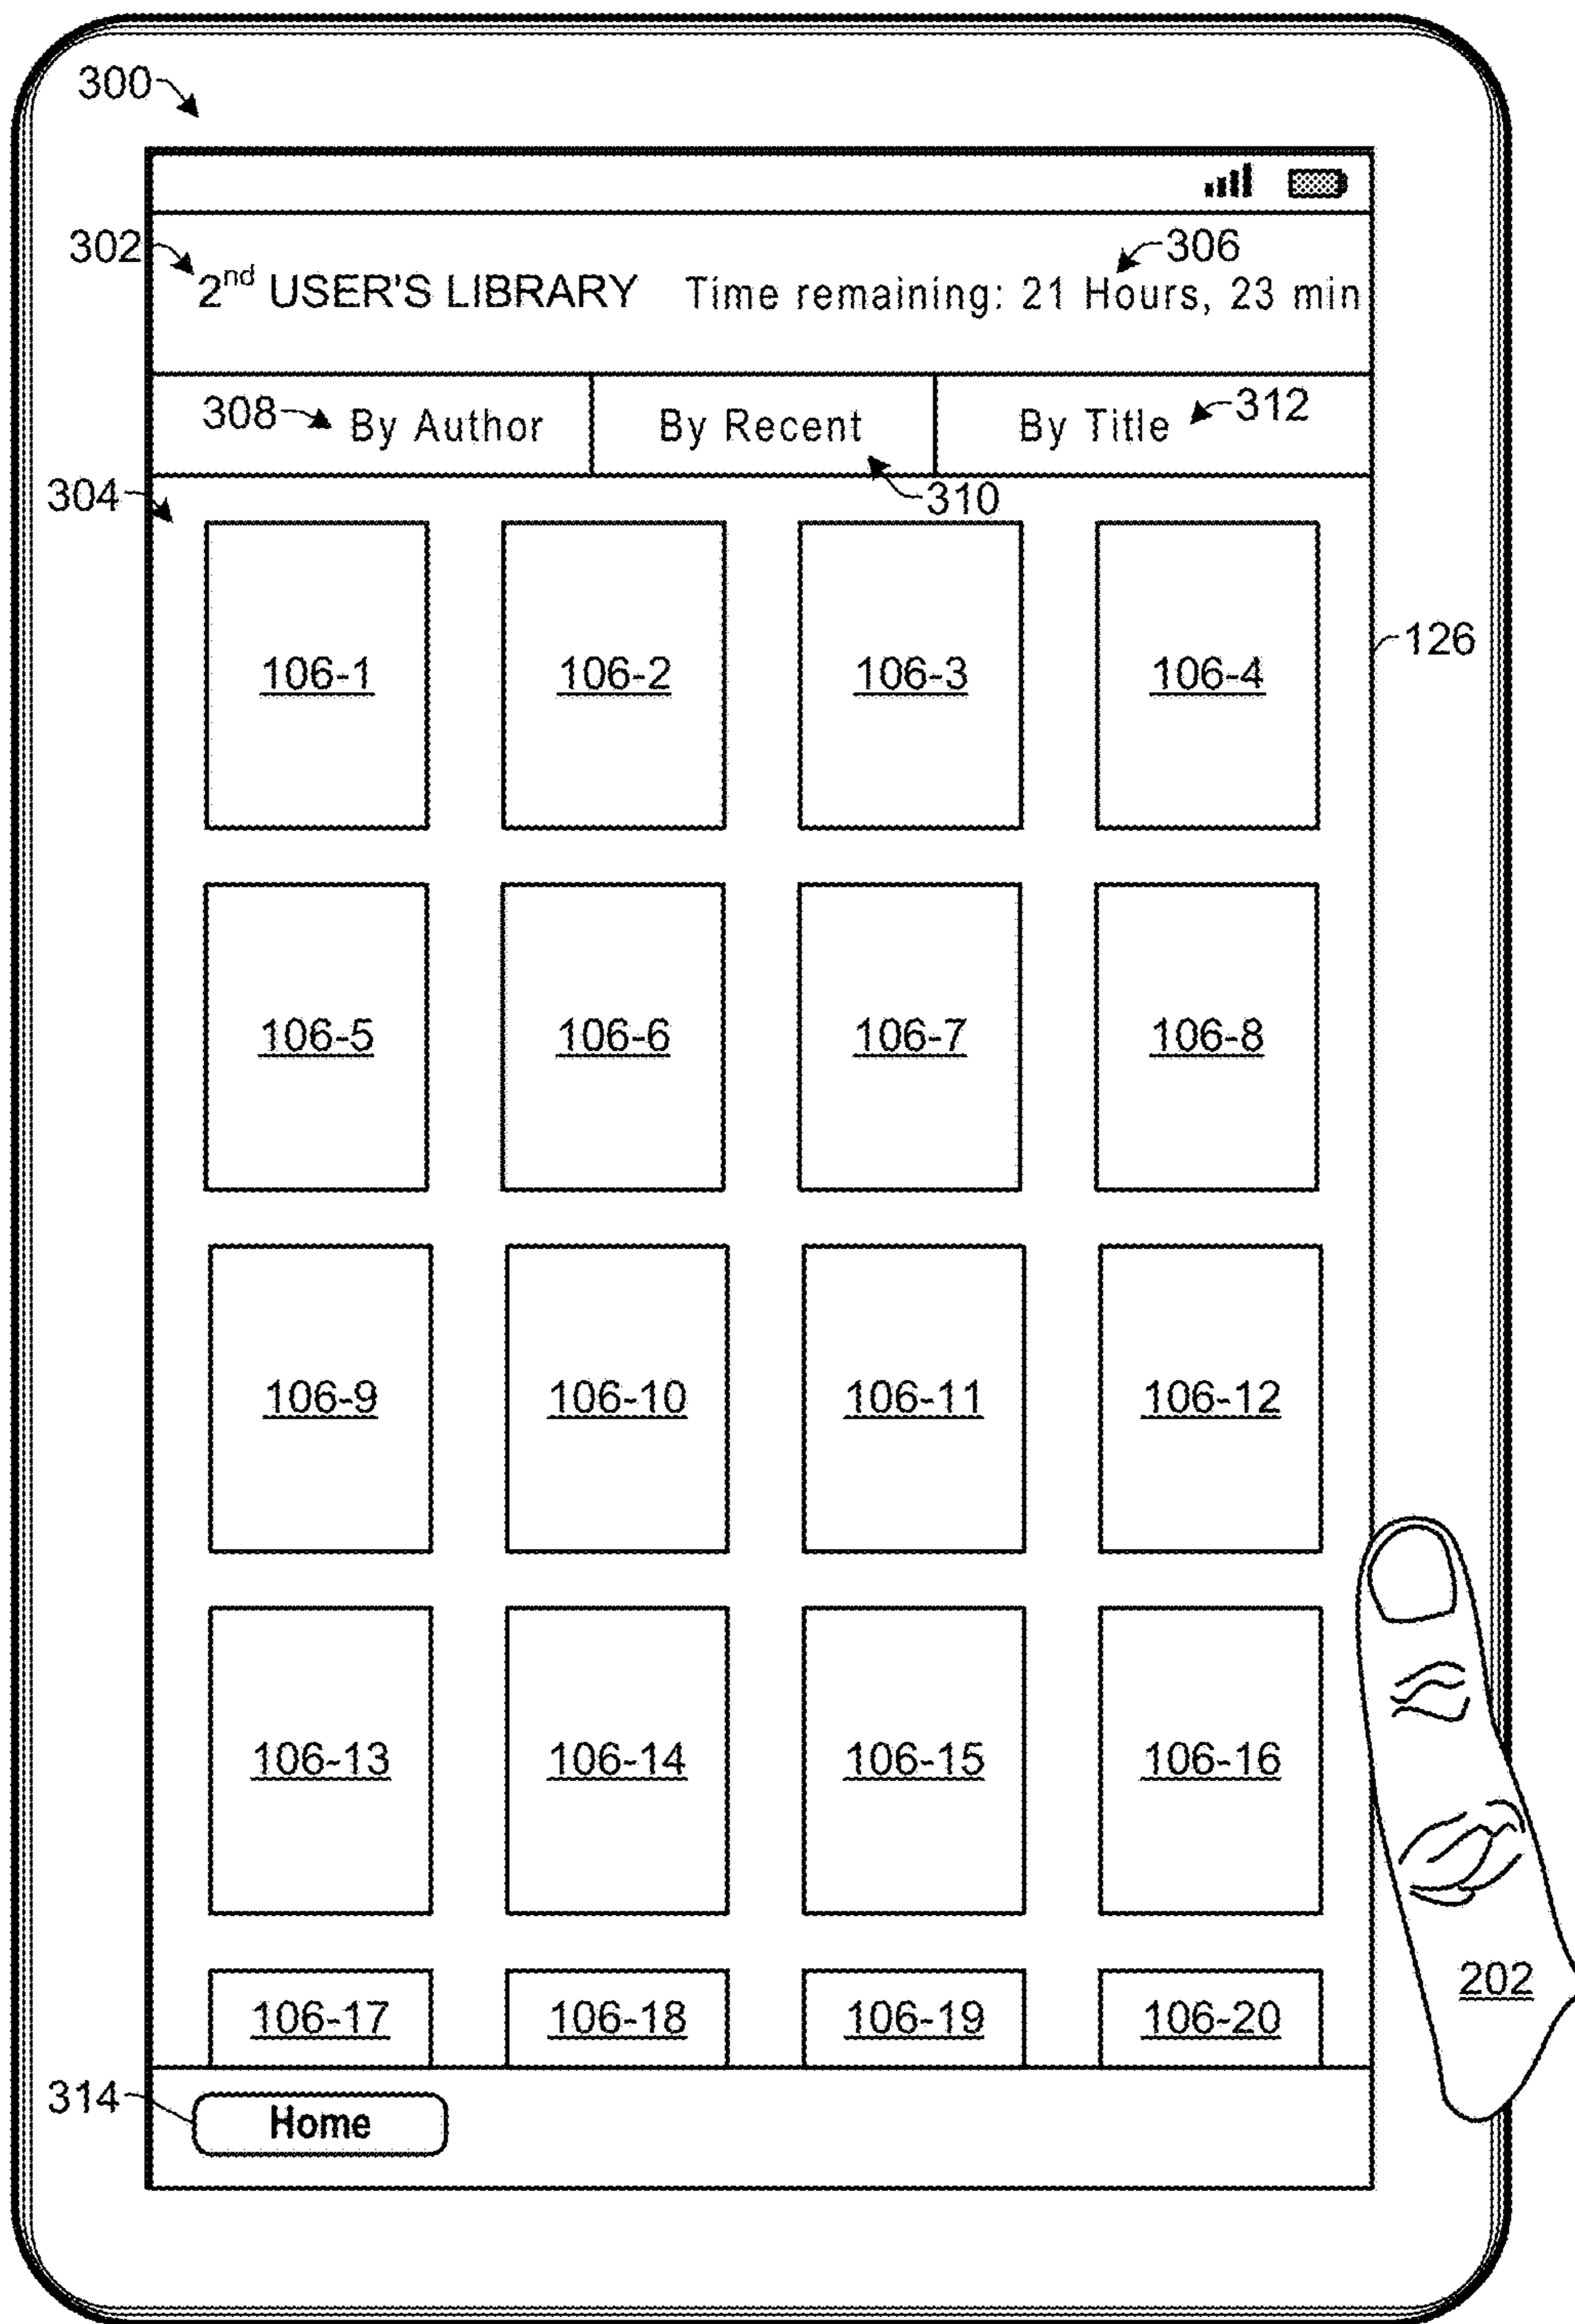 300
302
306
2nd USER'S LIBRARY Time remaining: 21 Hours, 23 min
308 By Author By Recent By Title 312
304
310
106-1 106-2 106-3 106-4
126
106-5 106-6 106-7 106-8
106-9 106-10 106-11 106-12
106-13 106-14 106-15 106-16
202
106-17 106-18 106-19 106-20
314
Home